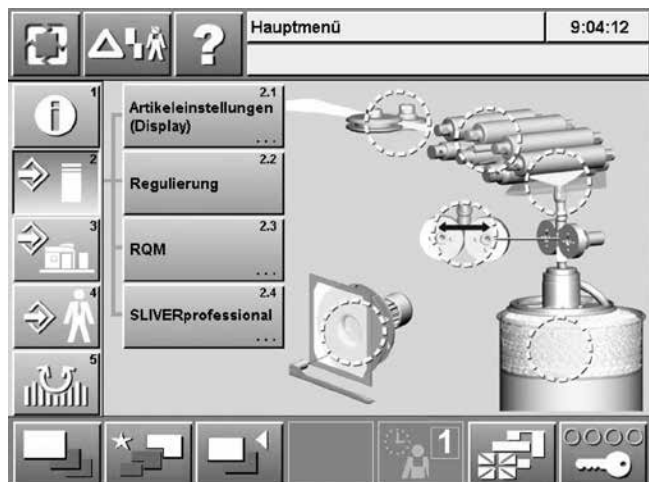 ?
Hauptmenü
9:04:12
i
1
2.1
Artikeleinstellungen
(Display)
...
2
2.2
Regulierung
3
2.3
RQM
...
4
2.4
SLIVERprofessional
...
5
1